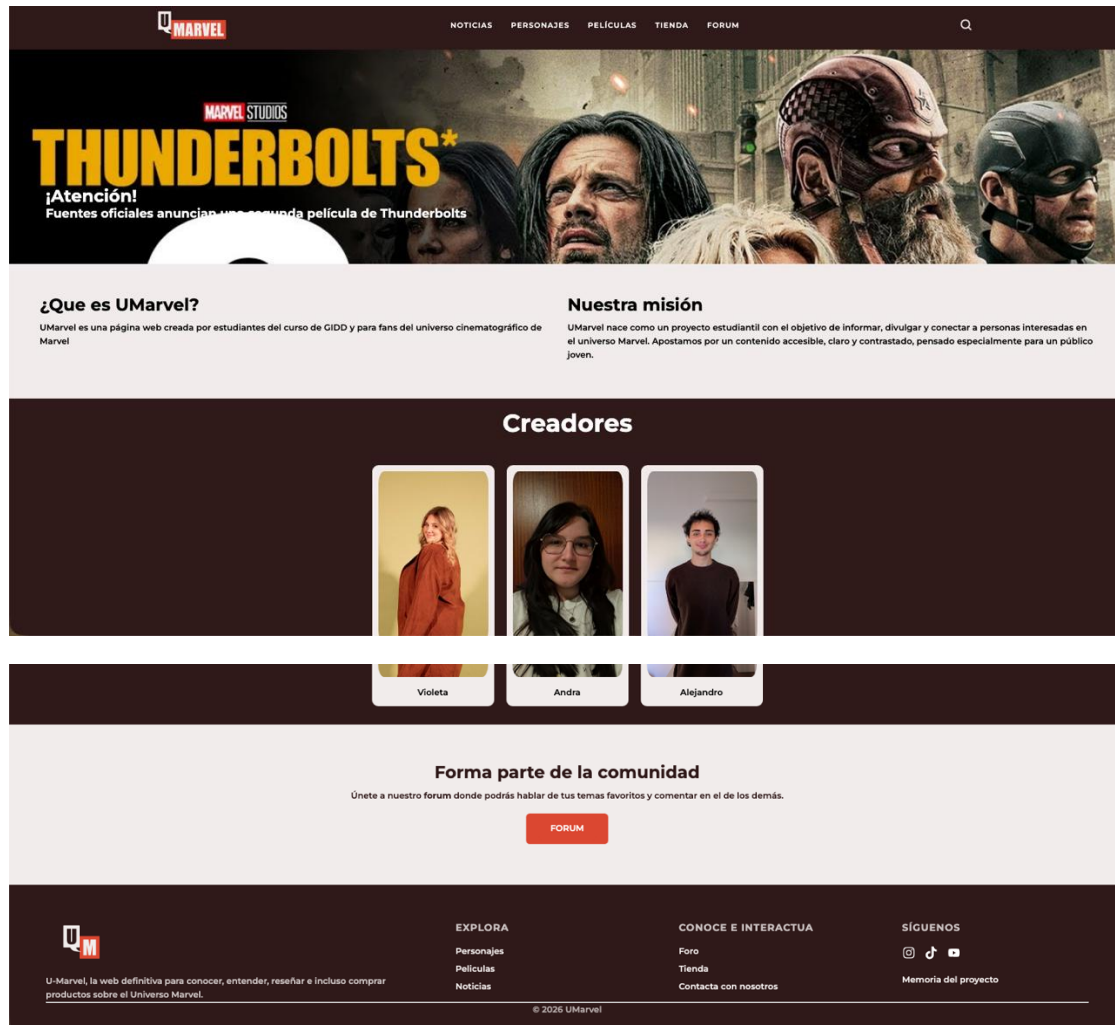 U MARVEL
NOTICIAS PERSONAJES PELÍCULAS TIENDA FORUM
MARVEL STUDIOS
THUNDERBOLTS*
¡Atención!
Fuentes oficiales anuncian una segunda película de Thunderbolts
¿Que es UMarvel?
UMarvel es una página web creada por estudiantes del curso de GIDD y para fans del universo cinematográfico de
Marvel
Nuestra misión
UMarvel nace como un proyecto estudiantil con el objetivo de informar, divulgar y conectar a personas interesadas en
el universo Marvel. Apostamos por un contenido accesible, claro y contrastado, pensado especialmente para un público
joven.
Creadores
Violeta
Andra
Alejandro
Forma parte de la comunidad
Únete a nuestro forum donde podrás hablar de tus temas favoritos y comentar en el de los demás.
FORUM
U M
U-Marvel, la web definitiva para conocer, entender, reseñar e incluso comprar
productos sobre el Universo Marvel.
EXPLORA
Personajes
Peliculas
Noticias
CONOCE E INTERACTUA
Foro
Tienda
Contacta con nosotros
SÍGUENOS
Memoria del proyecto
© 2026 UMarvel